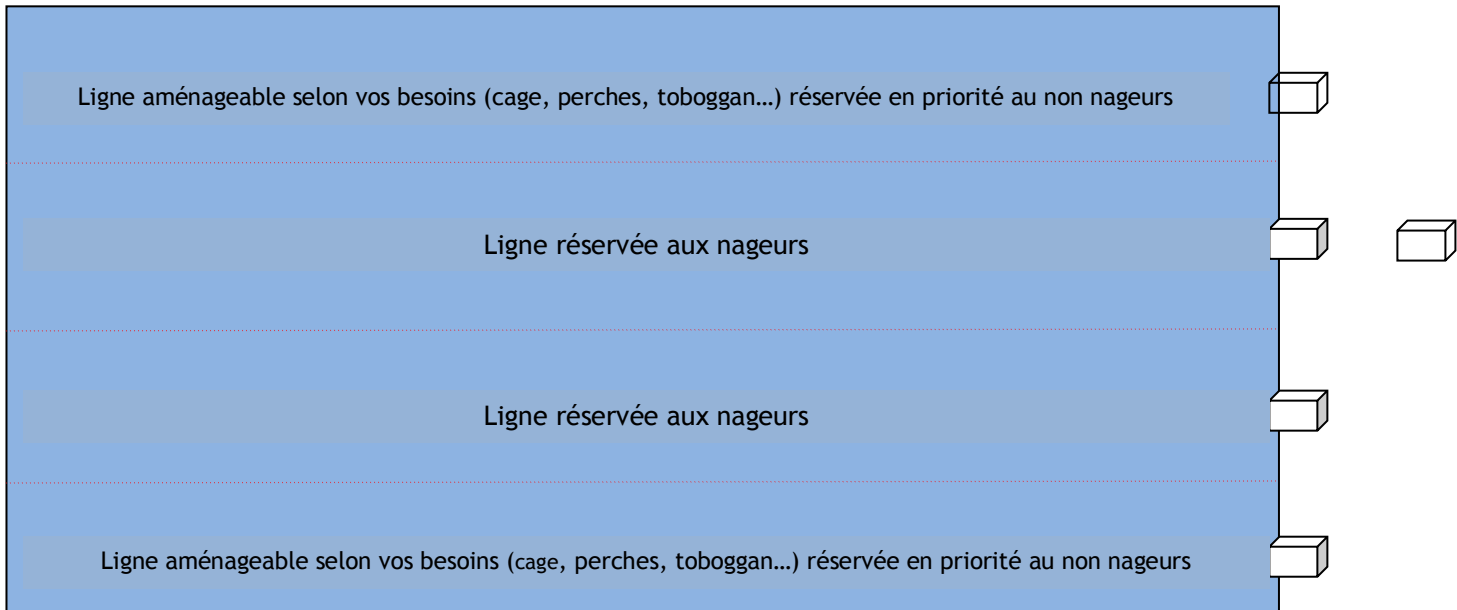 Ligne aménageable selon vos besoins (cage, perches, toboggan…) réservée en priorité au non nageurs
Ligne réservée aux nageurs
Ligne réservée aux nageurs
Ligne aménageable selon vos besoins (cage, perches, toboggan…) réservée en priorité au non nageurs